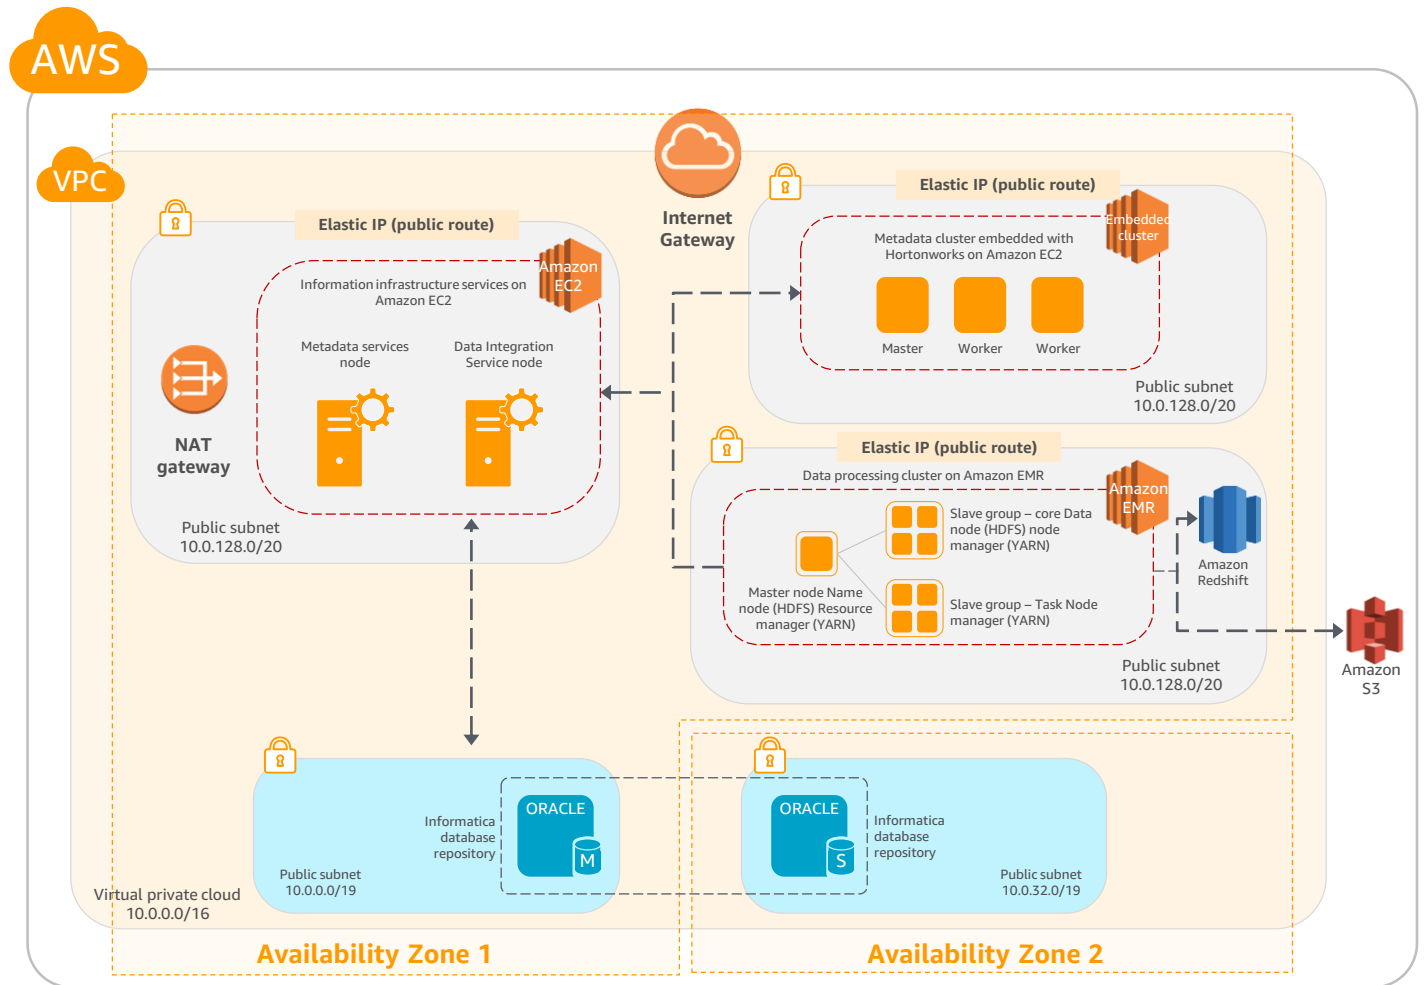 AWS
VPC
Internet
Gateway
Elastic IP (public route)
Amazon
EC2
Information infrastructure services on
Amazon EC2
Metadata services
node
Data Integration
Service node
NAT
gateway
Public subnet
10.0.128.0/20
Elastic IP (public route)
Embedded
cluster
Metadata cluster embedded with
Hortonworks on Amazon EC2
Master
Worker
Worker
Public subnet
10.0.128.0/20
Elastic IP (public route)
Data processing cluster on Amazon EMR
Amazon
EMR
Slave group – core Data
node (HDFS) node
manager (YARN)
Master node Name
node (HDFS) Resource
manager (YARN)
Slave group – Task Node
manager (YARN)
Amazon
Redshift
Public subnet
10.0.128.0/20
Amazon
S3
Informatica
database
repository
ORACLE
M
Public subnet
10.0.0.0/19
ORACLE
S
Informatica
database
repository
Public subnet
10.0.32.0/19
Virtual private cloud
10.0.0.0/16
Availability Zone 1
Availability Zone 2